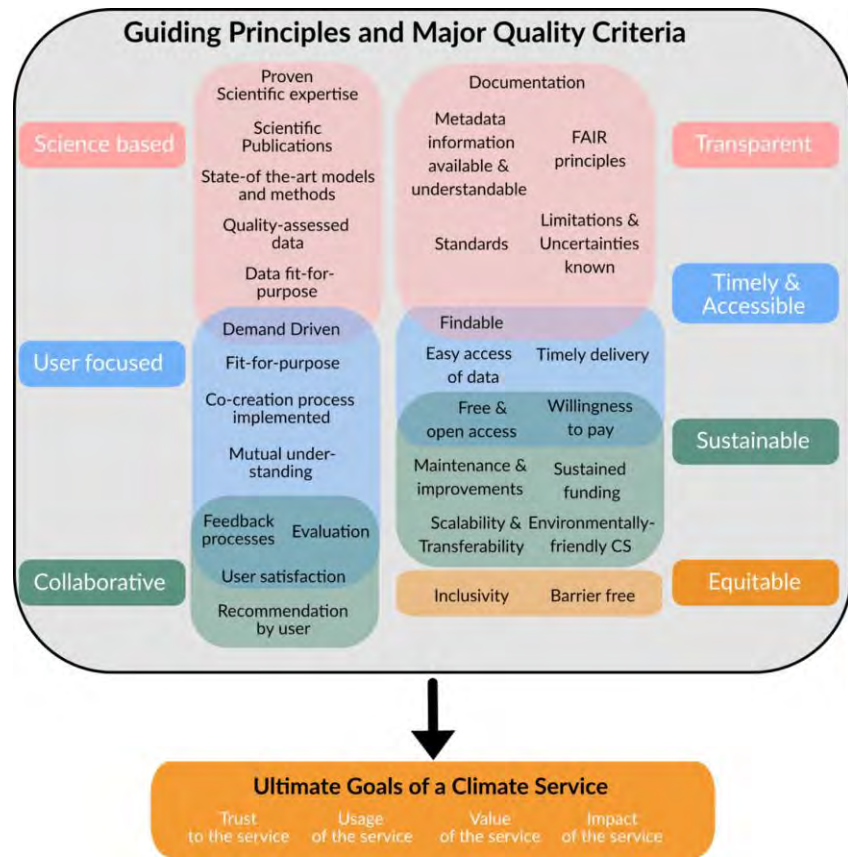 Guiding Principles and Major Quality Criteria
Science based
User focused
Collaborative
Proven
Scientific expertise
Scientific
Publications
State-of the-art models
and methods
Quality-assessed
data
Data fit-for-
purpose
Demand Driven
Fit-for-purpose
Co-creation process
implemented
Mutual under-
standing
Feedback
processes
Evaluation
User satisfaction
Recommendation
by user
Documentation
Metadata
information
available &
understandable
FAIR
principles
Standards
Limitations &
Uncertainties
known
Findable
Easy access
of data
Timely delivery
Free &
open access
Willingness
to pay
Maintenance &
improvements
Sustained
funding
Scalability &
Transferability
Environmentally-
friendly CS
Inclusivity
Barrier free
Transparent
Timely &
Accessible
Sustainable
Equitable
Ultimate Goals of a Climate Service
Trust
to the service
Usage
of the service
Value
of the service
Impact
of the service